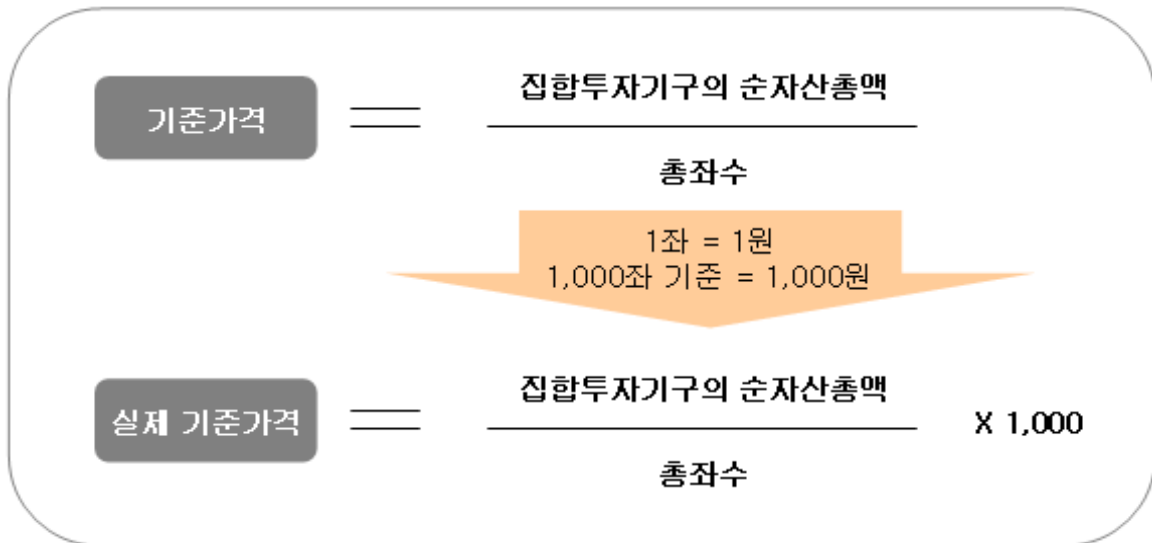 집합투자기구의 순자산총액
기준가격
총좌수
1좌 = 1원
1,000좌 기준 = 1,000원
집합투자기구의 순자산총액
실제 기준가격
X 1,000
총좌수